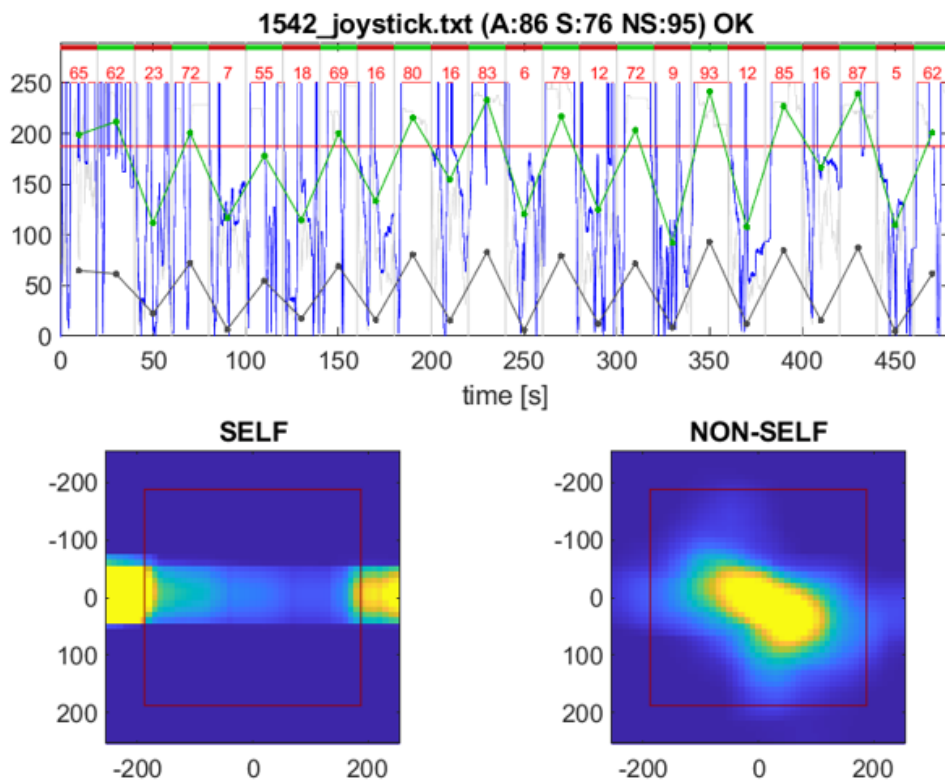 1542_joystick.txt (A:86 S:76 NS:95) OK
65 62 23 72 7 55 18 69 16 80 16 83 6 79 12 72 9 93 12 85 16 87 5 62
250
200
150
100
50
0
0 50 100 150 200 250 300 350 400 450
time [s]
SELF NON-SELF
-200 -200
-100 -100
0 0
100 100
200 200
-200 0 200 -200 0 200